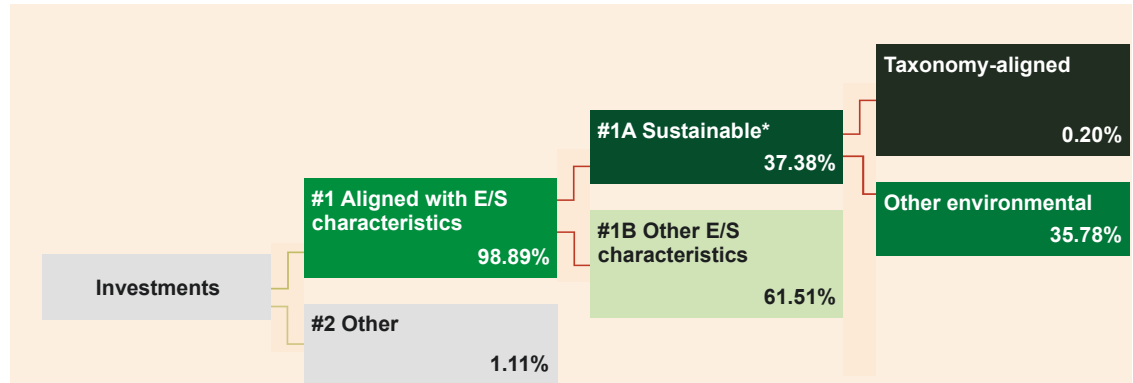 Investments
#1 Aligned with E/S
characteristics
98.89%
#2 Other
1.11%
#1A Sustainable*
37.38%
#1B Other E/S
characteristics
61.51%
Taxonomy-aligned
0.20%
Other environmental
35.78%